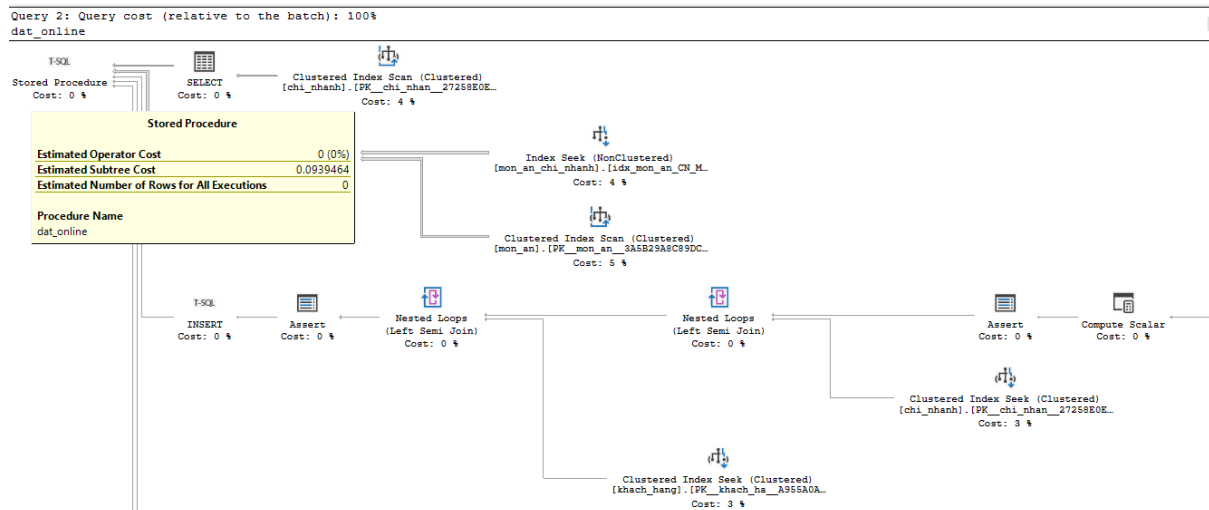 Query 2: Query cost (relative to the batch): 100%
dat_online
T-SQL
Stored Procedure
Cost: 0 %
SELECT
Cost: 0 %
Clustered Index Scan (Clustered)
[chi_nhanh].[PK__chi_nhan__27258E0E…
Cost: 4 %
Stored Procedure
Estimated Operator Cost 0 (0%)
Estimated Subtree Cost 0.0939464
Estimated Number of Rows for All Executions 0
Procedure Name
dat_online
Index Seek (NonClustered)
[mon_an_chi_nhanh].[idx_mon_an_CN_M…
Cost: 4 %
Clustered Index Scan (Clustered)
[mon_an].[PK__mon_an__3A5B29A8C89DC…
Cost: 5 %
T-SQL
INSERT
Cost: 0 %
Assert
Cost: 0 %
Nested Loops
(Left Semi Join)
Cost: 0 %
Nested Loops
(Left Semi Join)
Cost: 0 %
Assert
Cost: 0 %
Compute Scalar
Cost: 0 %
Clustered Index Seek (Clustered)
[chi_nhanh].[PK__chi_nhan__27258E0E…
Cost: 3 %
Clustered Index Seek (Clustered)
[khach_hang].[PK__khach_ha__A955A0A…
Cost: 3 %